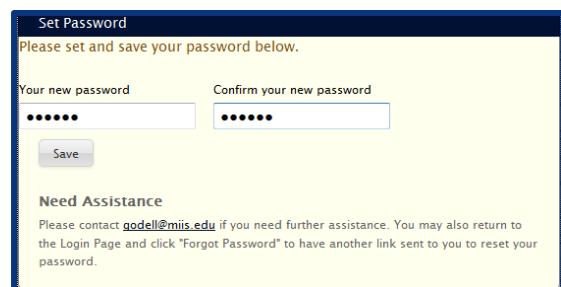 Set Password
Please set and save your password below.
Your new password Confirm your new password
●●●●●● ●●●●●●
Save
Need Assistance
Please contact godell@miis.edu if you need further assistance. You may also return to
the Login Page and click "Forgot Password" to have another link sent to you to reset your
password.